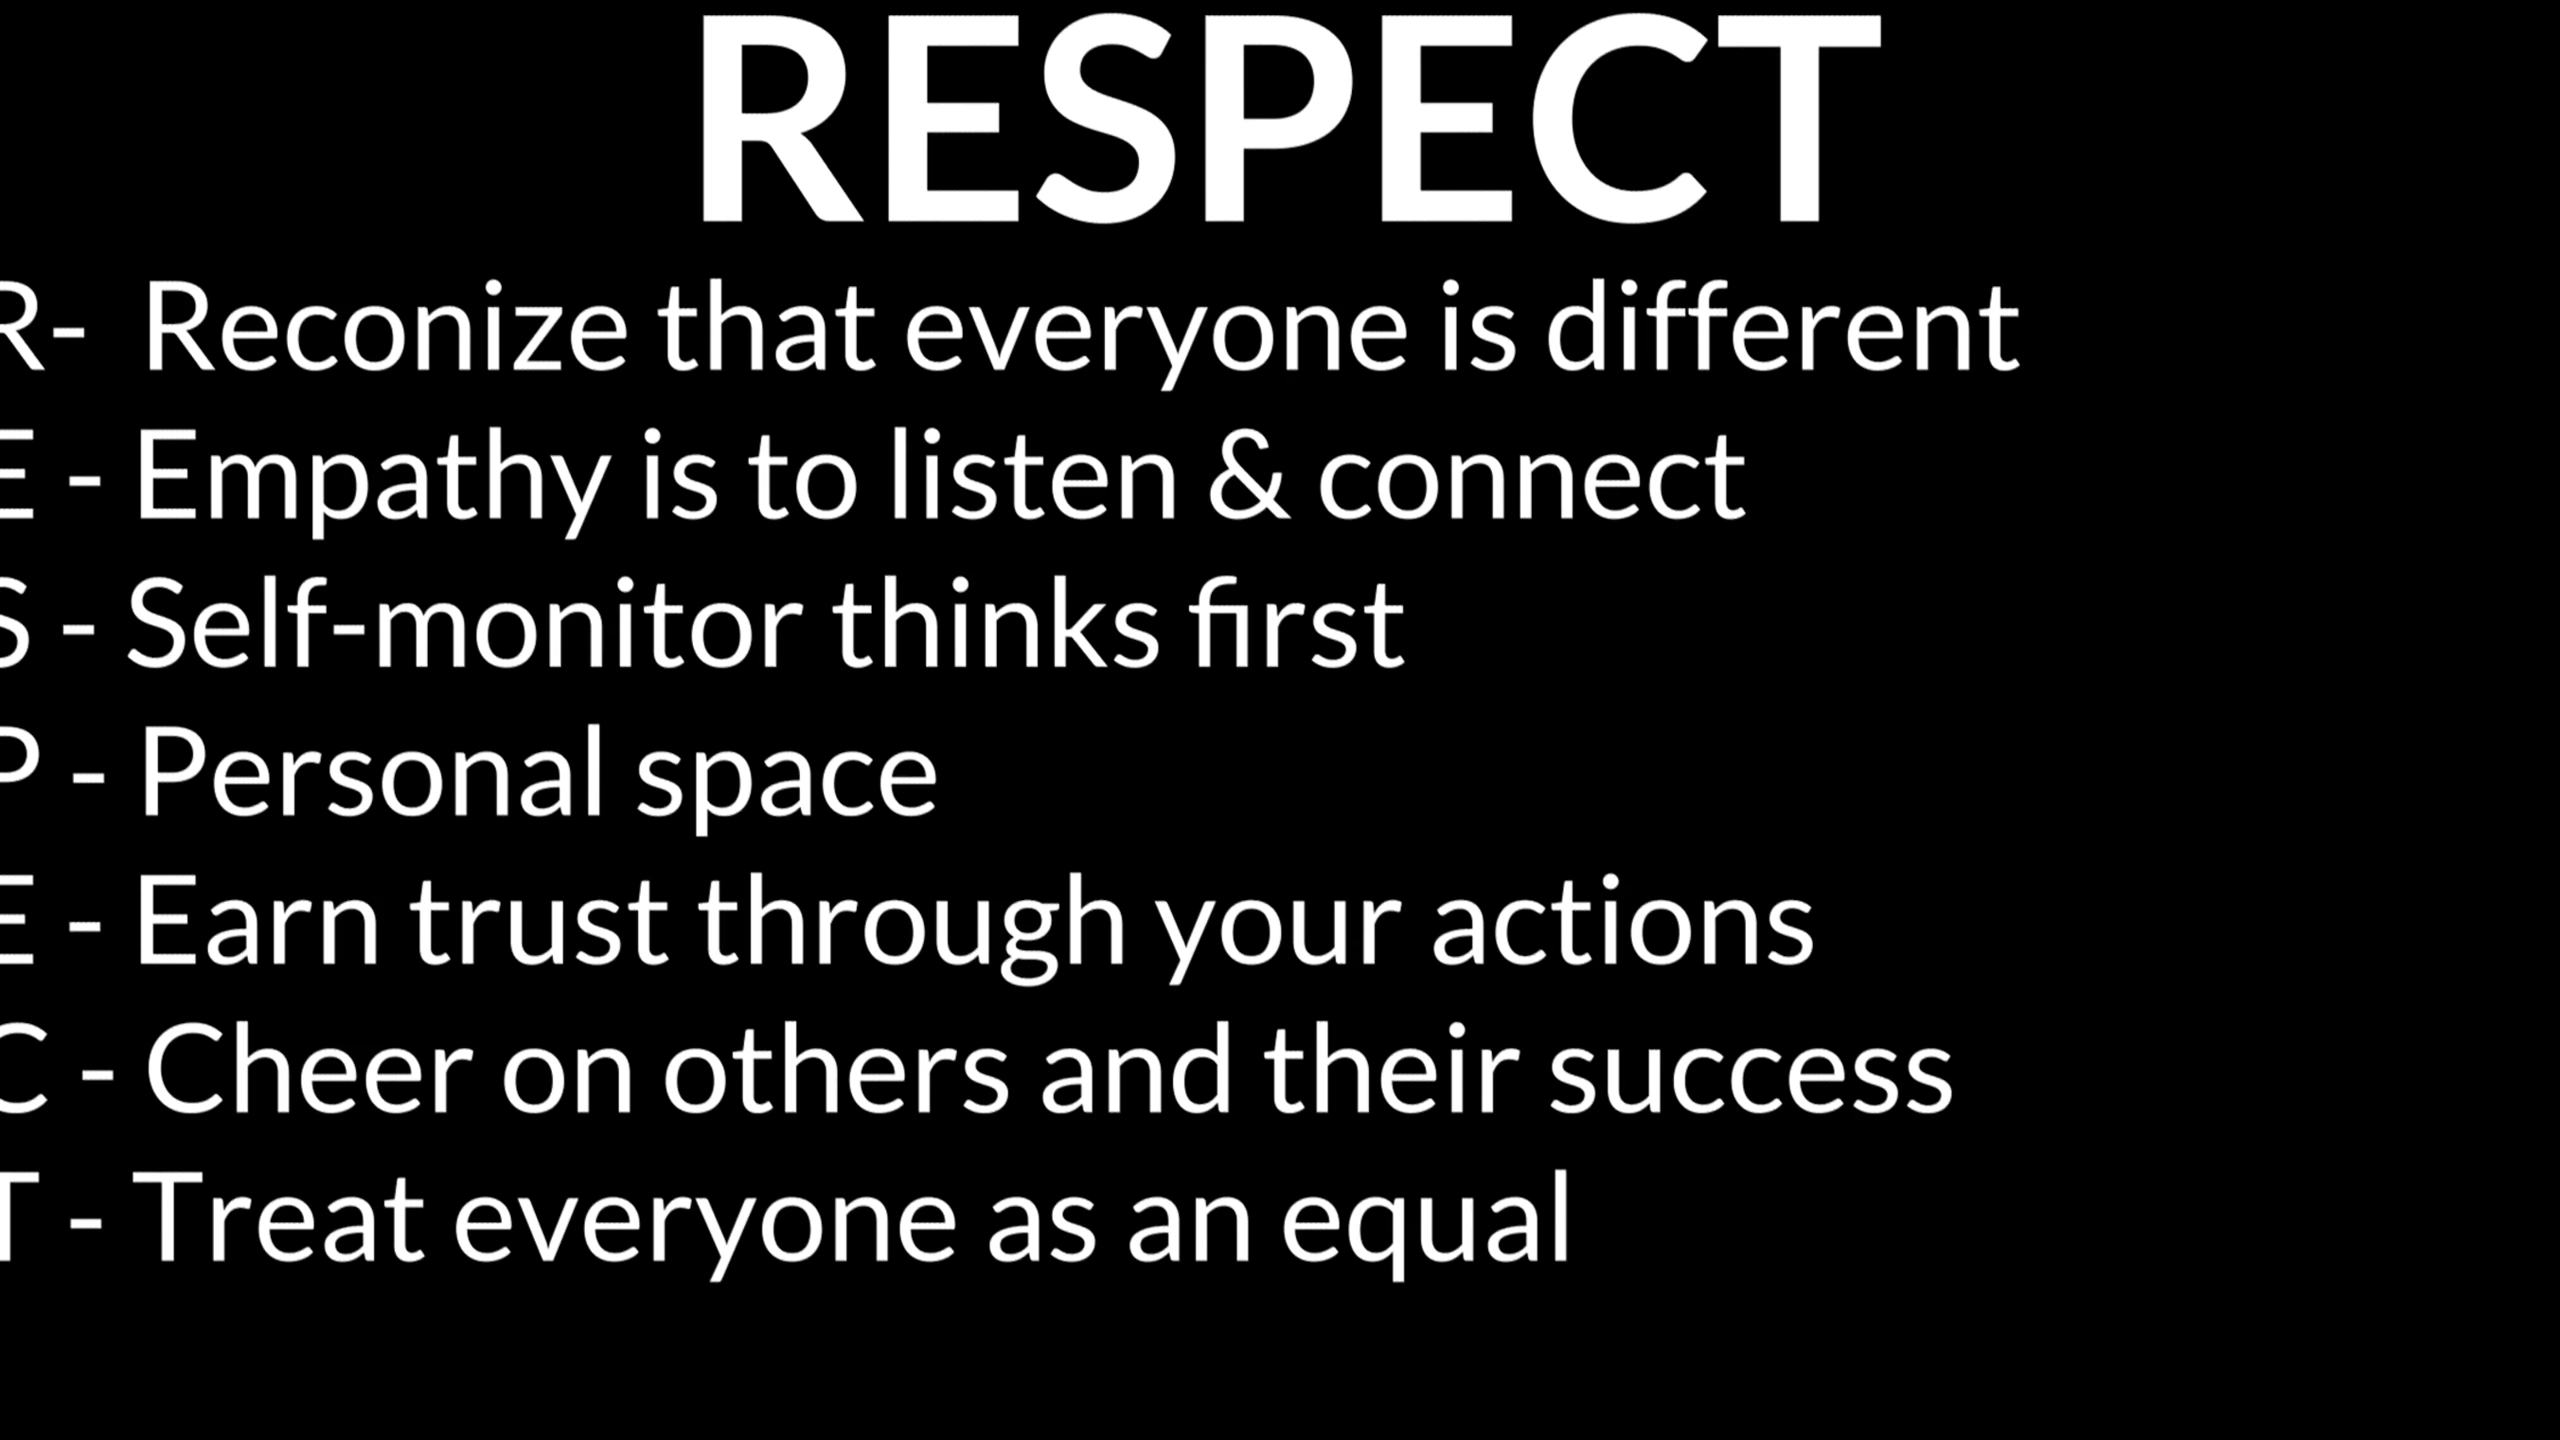 RESPECT
R- Reconize that everyone is different
E - Empathy is to listen & connect
S - Self-monitor thinks first
P - Personal space
E - Earn trust through your actions
C - Cheer on others and their success
T - Treat everyone as an equal